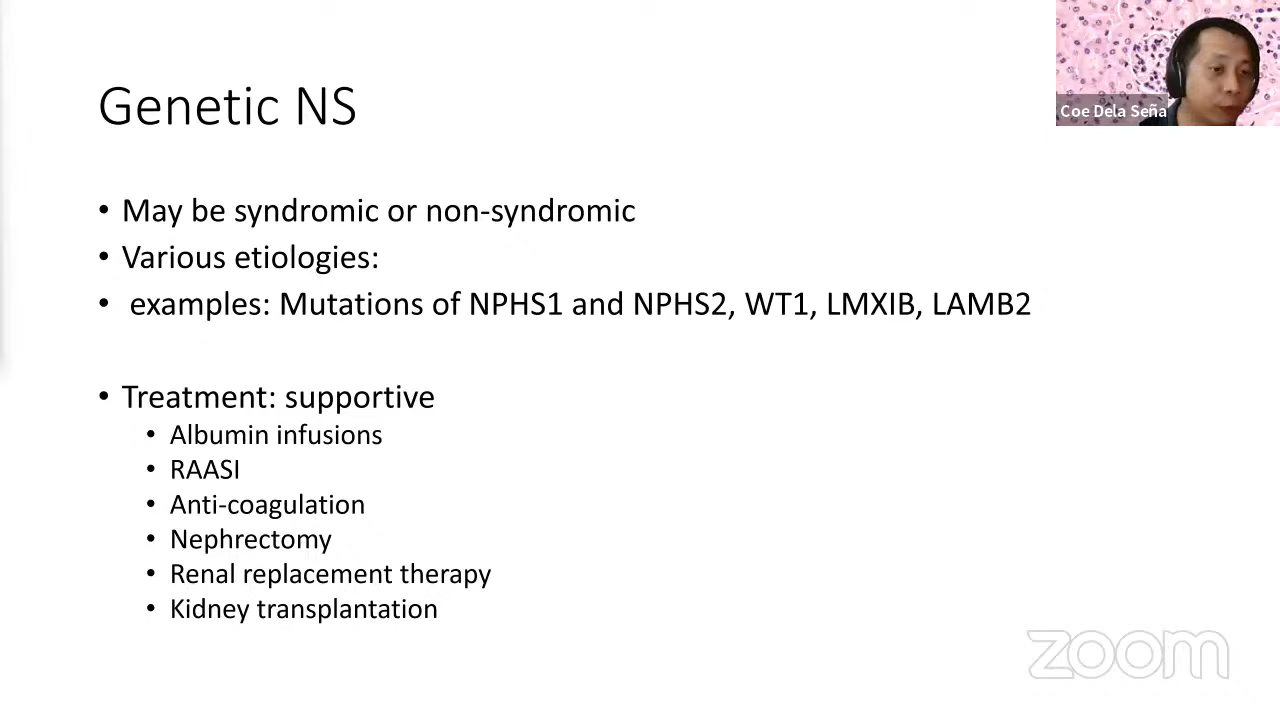 Genetic NS
Coe Dela Seña
• May be syndromic or non-syndromic
• Various etiologies:
• examples: Mutations of NPHS1 and NPHS2, WT1, LMXIB, LAMB2
• Treatment: supportive
• Albumin infusions
• RAASI
• Anti-coagulation
• Nephrectomy
• Renal replacement therapy
• Kidney transplantation
zoom